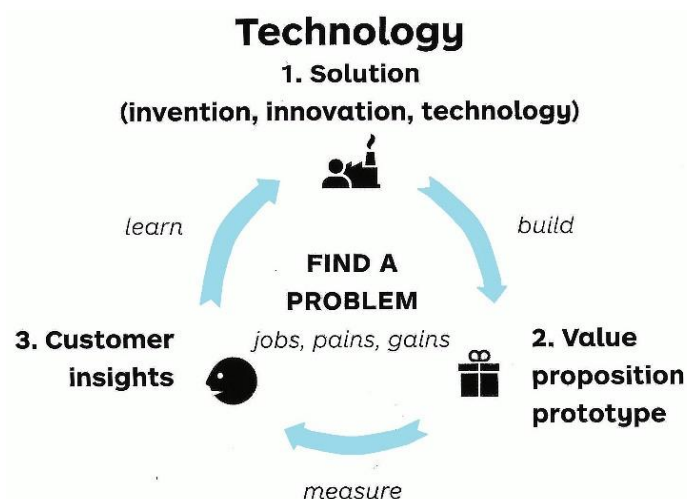 Technology
1. Solution
(invention, innovation, technology)
learn
build
FIND A
PROBLEM
jobs, pains, gains
3. Customer
insights
2. Value
proposition
prototype
measure